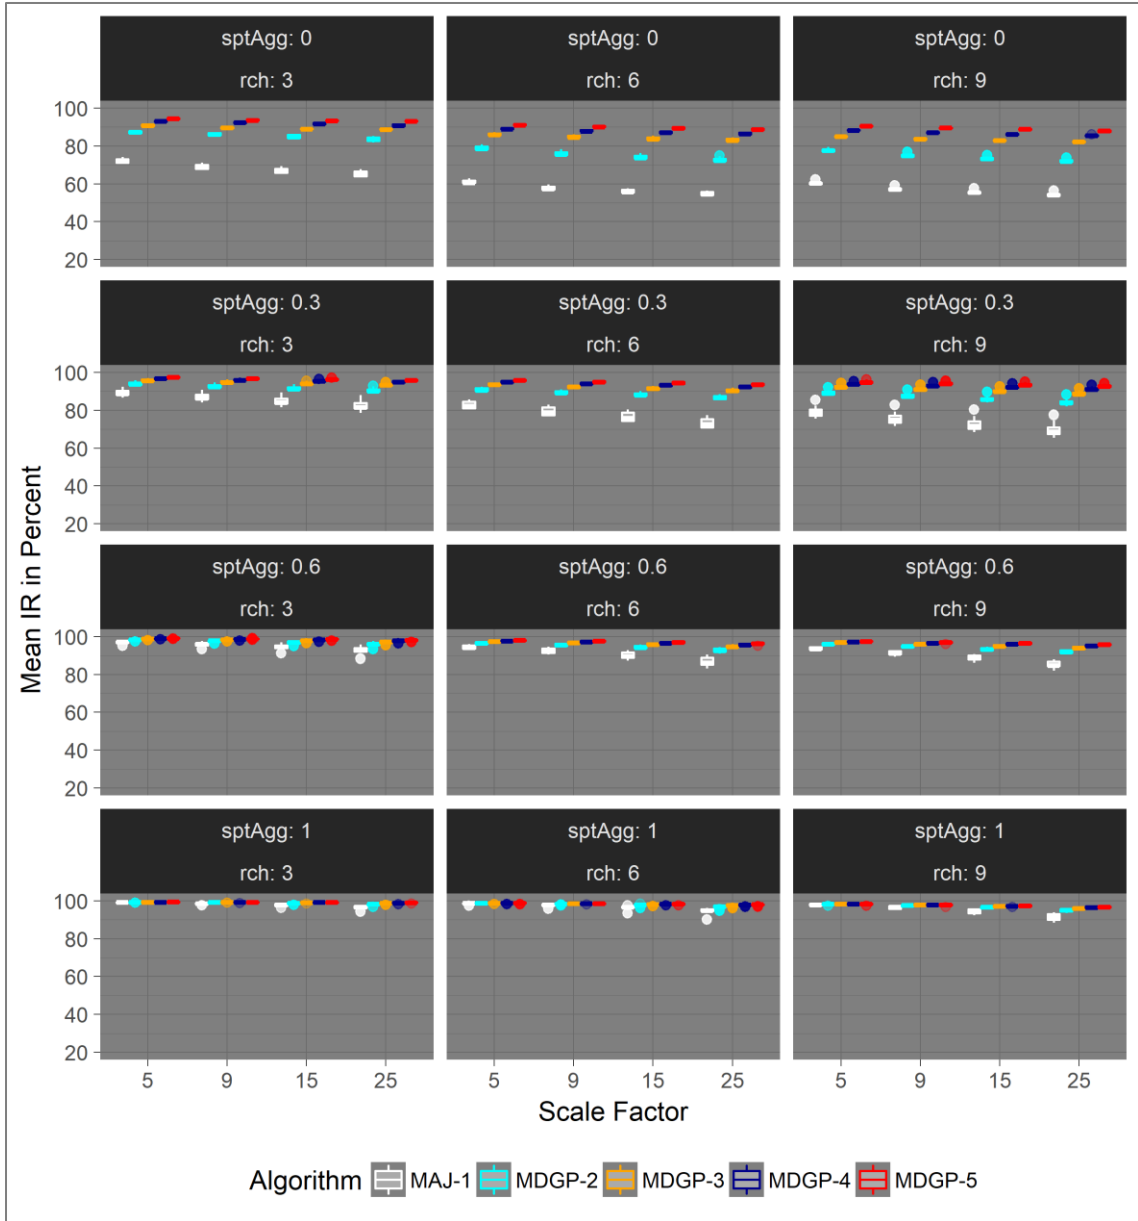 sptAgg: 0 sptAgg: 0 sptAgg: 0
rch: 3 rch: 6 rch: 9
100
80
60
40
20
sptAgg: 0.3 sptAgg: 0.3 sptAgg: 0.3
rch: 3 rch: 6 rch: 9
100
80
60
40
20
Mean IR in Percent
sptAgg: 0.6 sptAgg: 0.6 sptAgg: 0.6
rch: 3 rch: 6 rch: 9
100
80
60
40
20
sptAgg: 1 sptAgg: 1 sptAgg: 1
rch: 3 rch: 6 rch: 9
100
80
60
40
20
5 9 15 25 5 9 15 25 5 9 15 25
Scale Factor
Algorithm MAJ-1 MDGP-2 MDGP-3 MDGP-4 MDGP-5